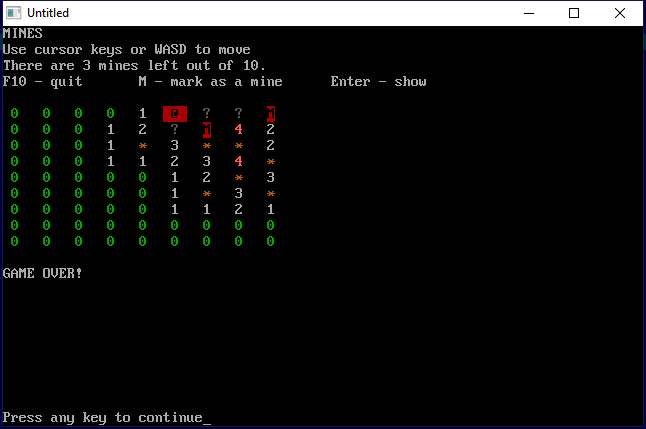 Untitled
MINES
Use cursor keys or WASD to move
There are 3 mines left out of 10.
F10 - quit       M - mark as a mine      Enter - show
0 0 0 0 1 ? ? M
0 0 0 1 2 ? M 4 2
0 0 0 1 * 3 * * 2
0 0 0 1 1 2 3 4 *
0 0 0 0 0 1 2 * 3
0 0 0 0 0 1 * 3 *
0 0 0 0 0 1 1 2 1
0 0 0 0 0 0 0 0 0
0 0 0 0 0 0 0 0 0
GAME OVER!
Press any key to continue_